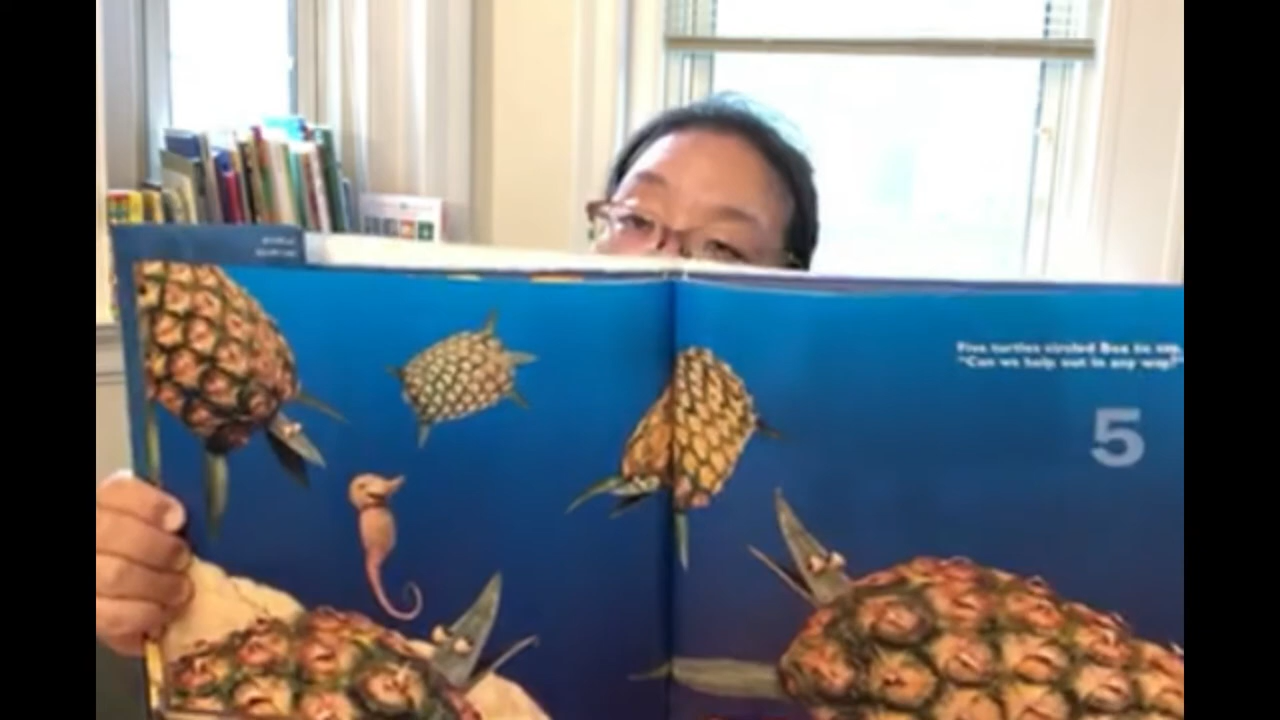 Five turtles circled Bea to say,
"Can we help out in any way?"
5